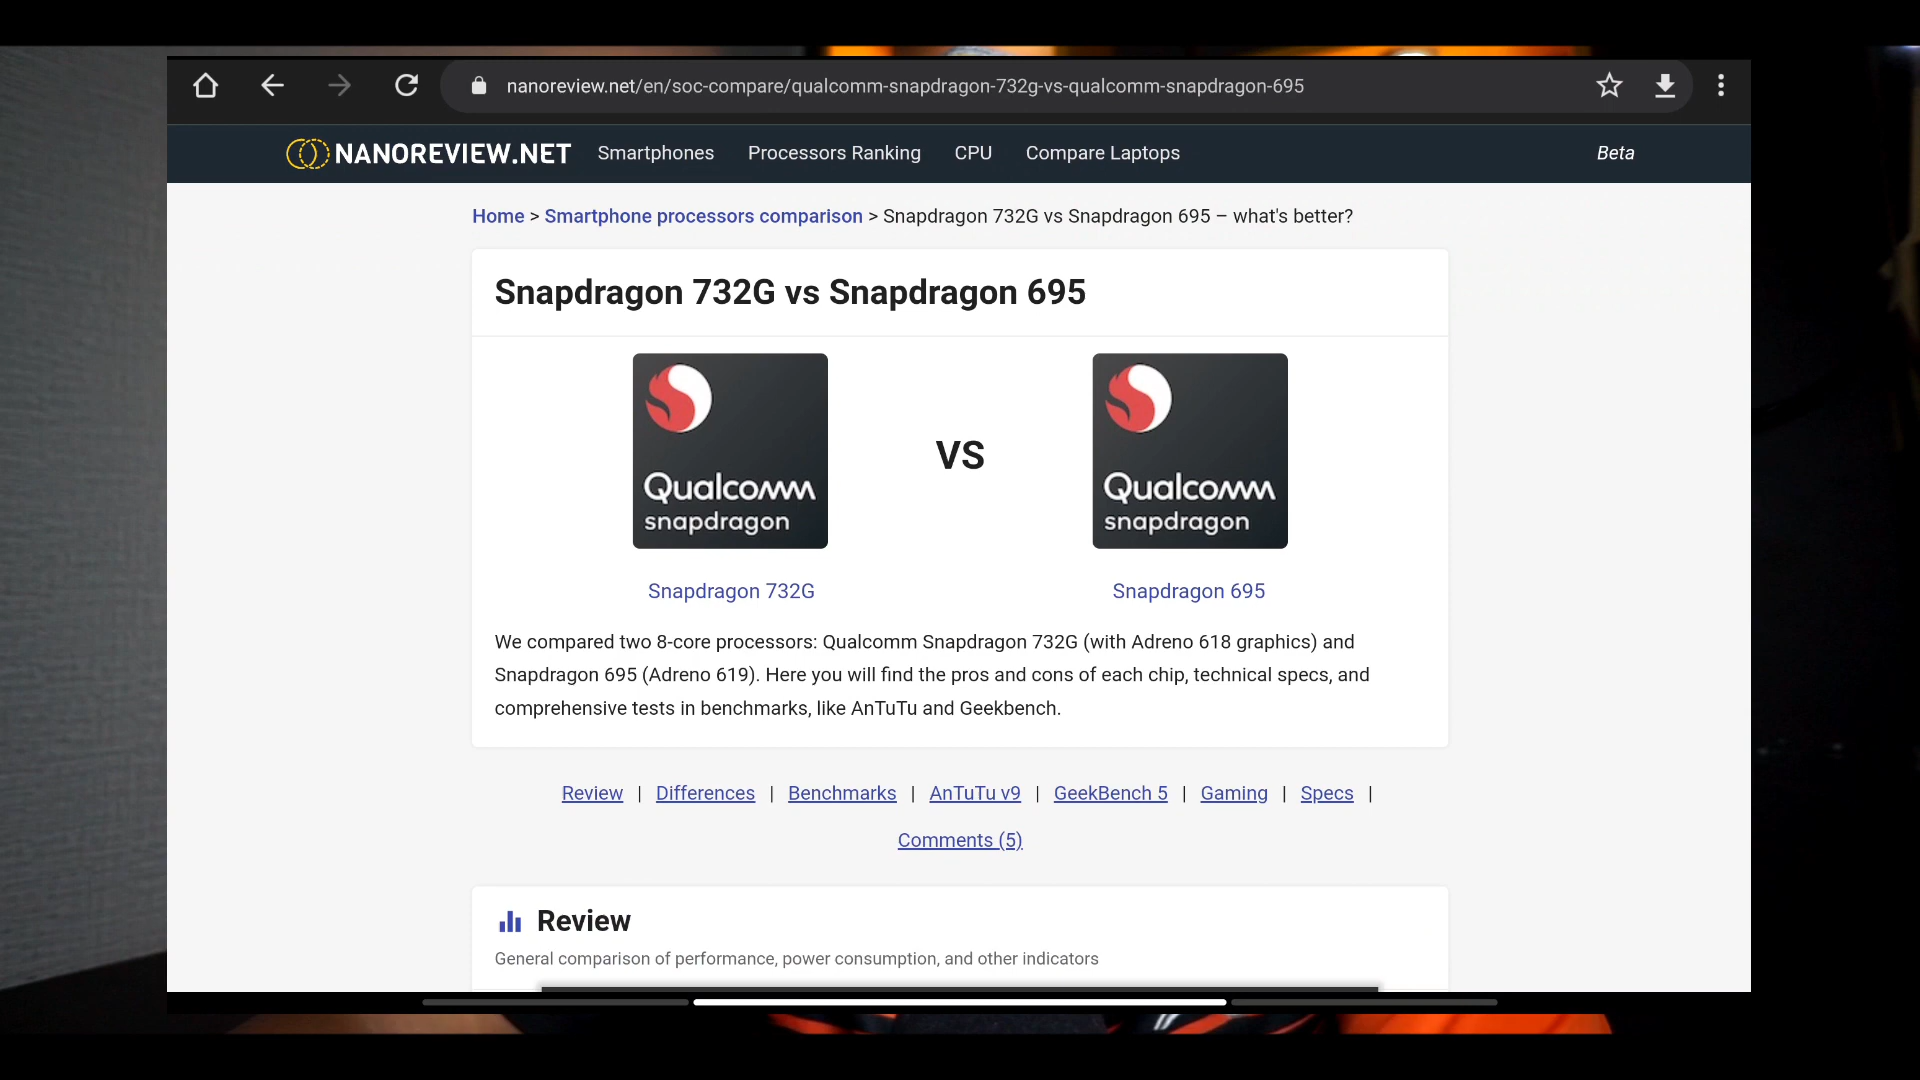 nanoreview.net/en/soc-compare/qualcomm-snapdragon-732g-vs-qualcomm-snapdragon-695
NANOREVIEW.NET Smartphones Processors Ranking CPU Compare Laptops Beta
Home > Smartphone processors comparison > Snapdragon 732G vs Snapdragon 695 – what's better?
Snapdragon 732G vs Snapdragon 695
Qualcomm
snapdragon
VS
Qualcomm
snapdragon
Snapdragon 732G
Snapdragon 695
We compared two 8-core processors: Qualcomm Snapdragon 732G (with Adreno 618 graphics) and
Snapdragon 695 (Adreno 619). Here you will find the pros and cons of each chip, technical specs, and
comprehensive tests in benchmarks, like AnTuTu and Geekbench.
Review | Differences | Benchmarks | AnTuTu v9 | GeekBench 5 | Gaming | Specs |
Comments (5)
Review
General comparison of performance, power consumption, and other indicators